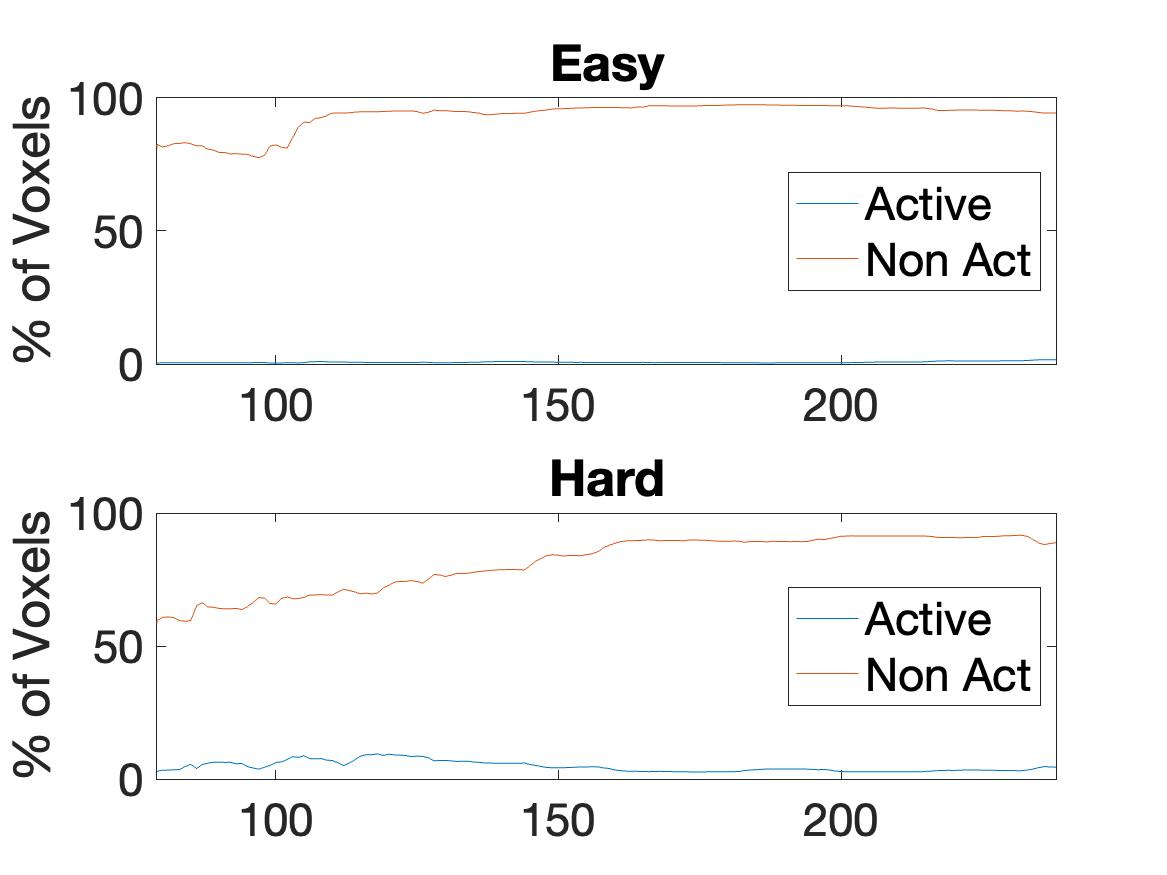 Easy
% of Voxels
100
50
0
Active
Non Act
100 150 200
Hard
% of Voxels
100
50
0
Active
Non Act
100 150 200